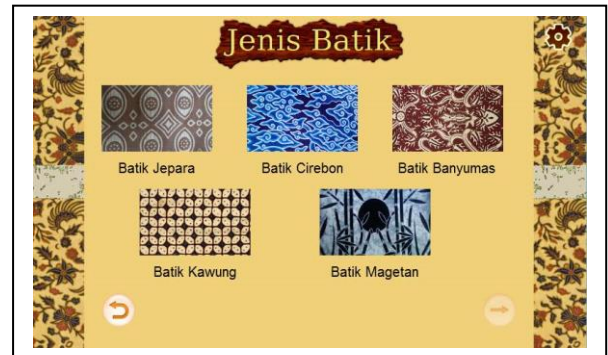 Jenis Batik
Batik Jepara
Batik Cirebon
Batik Banyumas
Batik Kawung
Batik Magetan